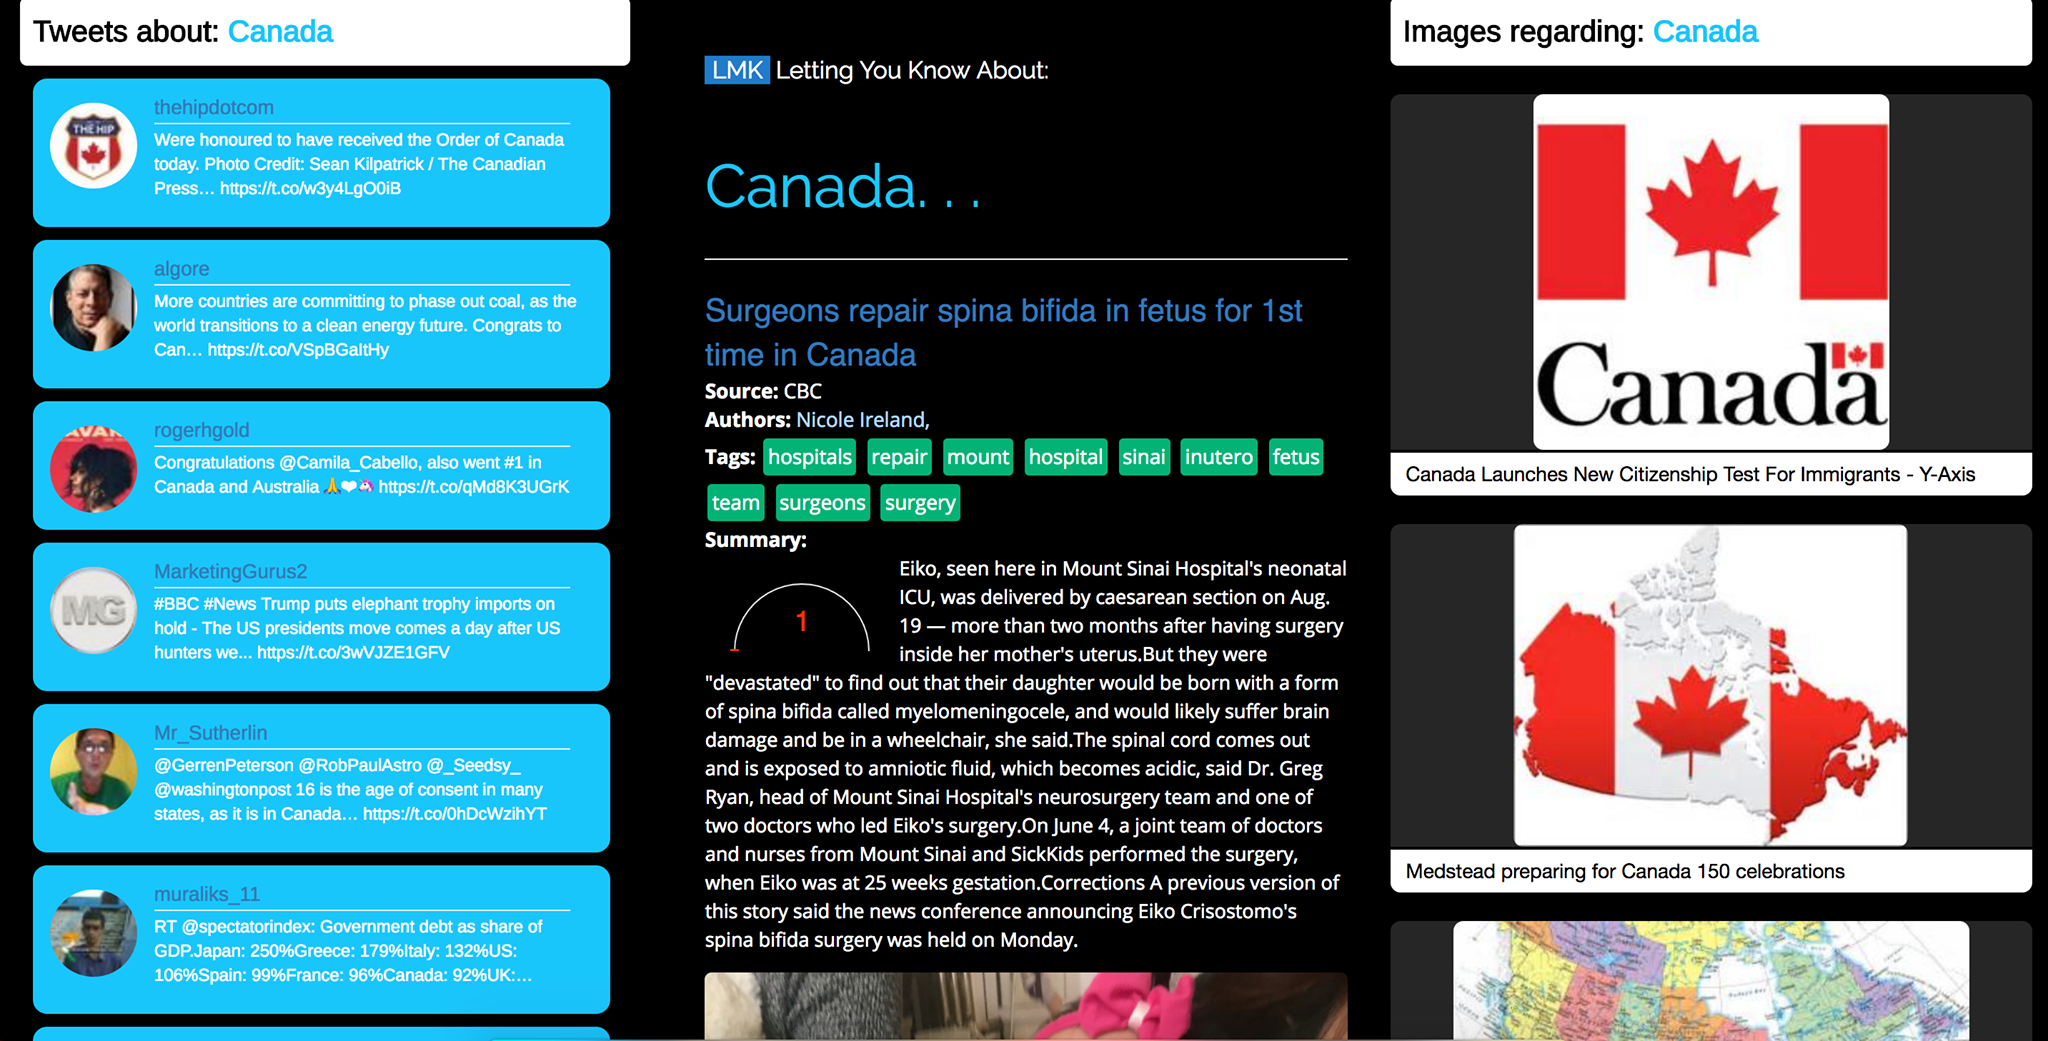 Tweets about: Canada
thehipdotcom
THE HIP
Were honoured to have received the Order of Canada
today. Photo Credit: Sean Kilpatrick / The Canadian
Press… https://t.co/w3y4LgO0iB
algore
More countries are committing to phase out coal, as the
world transitions to a clean energy future. Congrats to
Can… https://t.co/VSpBGaItHy
rogerhgold
Congratulations @Camila_Cabello, also went #1 in
Canada and Australia 🙏❤🦄 https://t.co/qMd8K3UGrK
MarketingGurus2
MG
#BBC #News Trump puts elephant trophy imports on
hold - The US presidents move comes a day after US
hunters we... https://t.co/3wVJZE1GFV
Mr_Sutherlin
@GerrenPeterson @RobPaulAstro @_Seedsy_
@washingtonpost 16 is the age of consent in many
states, as it is in Canada… https://t.co/0hDcWzihYT
muraliks_11
RT @spectatorindex: Government debt as share of
GDP.Japan: 250%Greece: 179%Italy: 132%US:
106%Spain: 99%France: 96%Canada: 92%UK:…
LMK Letting You Know About:
Canada. . .
Surgeons repair spina bifida in fetus for 1st
time in Canada
Source: CBC
Authors: Nicole Ireland,
Tags: hospitals repair mount hospital sinai inutero fetus
team surgeons surgery
Summary:
1
Eiko, seen here in Mount Sinai Hospital's neonatal
ICU, was delivered by caesarean section on Aug.
19 — more than two months after having surgery
inside her mother's uterus.But they were
"devastated" to find out that their daughter would be born with a form
of spina bifida called myelomeningocele, and would likely suffer brain
damage and be in a wheelchair, she said.The spinal cord comes out
and is exposed to amniotic fluid, which becomes acidic, said Dr. Greg
Ryan, head of Mount Sinai Hospital's neurosurgery team and one of
two doctors who led Eiko's surgery.On June 4, a joint team of doctors
and nurses from Mount Sinai and SickKids performed the surgery,
when Eiko was at 25 weeks gestation.Corrections A previous version of
this story said the news conference announcing Eiko Crisostomo's
spina bifida surgery was held on Monday.
Images regarding: Canada
Canada
Canada Launches New Citizenship Test For Immigrants - Y-Axis
Medstead preparing for Canada 150 celebrations